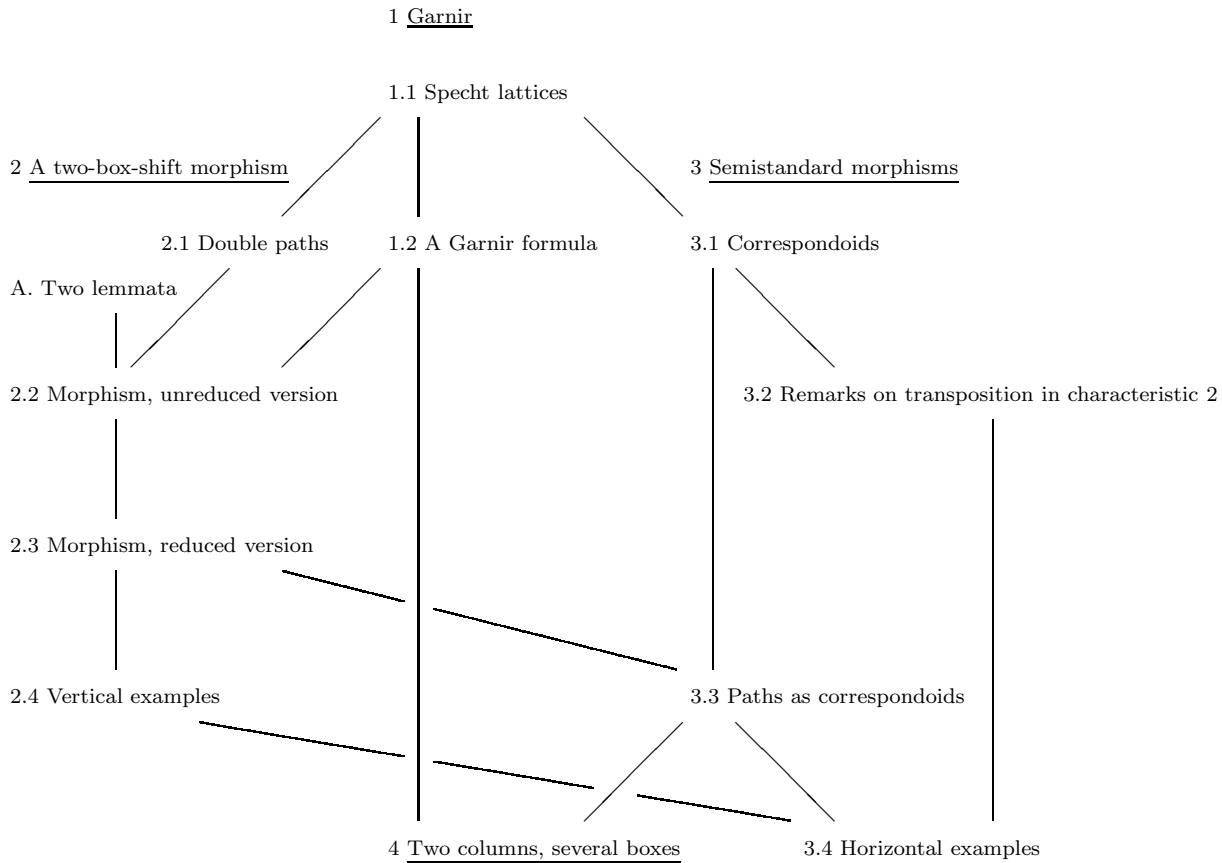 1 Garnir
1.1 Specht lattices
2 A two-box-shift morphism
3 Semistandard morphisms
2.1 Double paths
1.2 A Garnir formula
3.1 Correspondoids
A. Two lemmata
2.2 Morphism, unreduced version
3.2 Remarks on transposition in characteristic 2
2.3 Morphism, reduced version
2.4 Vertical examples
3.3 Paths as correspondoids
4 Two columns, several boxes
3.4 Horizontal examples